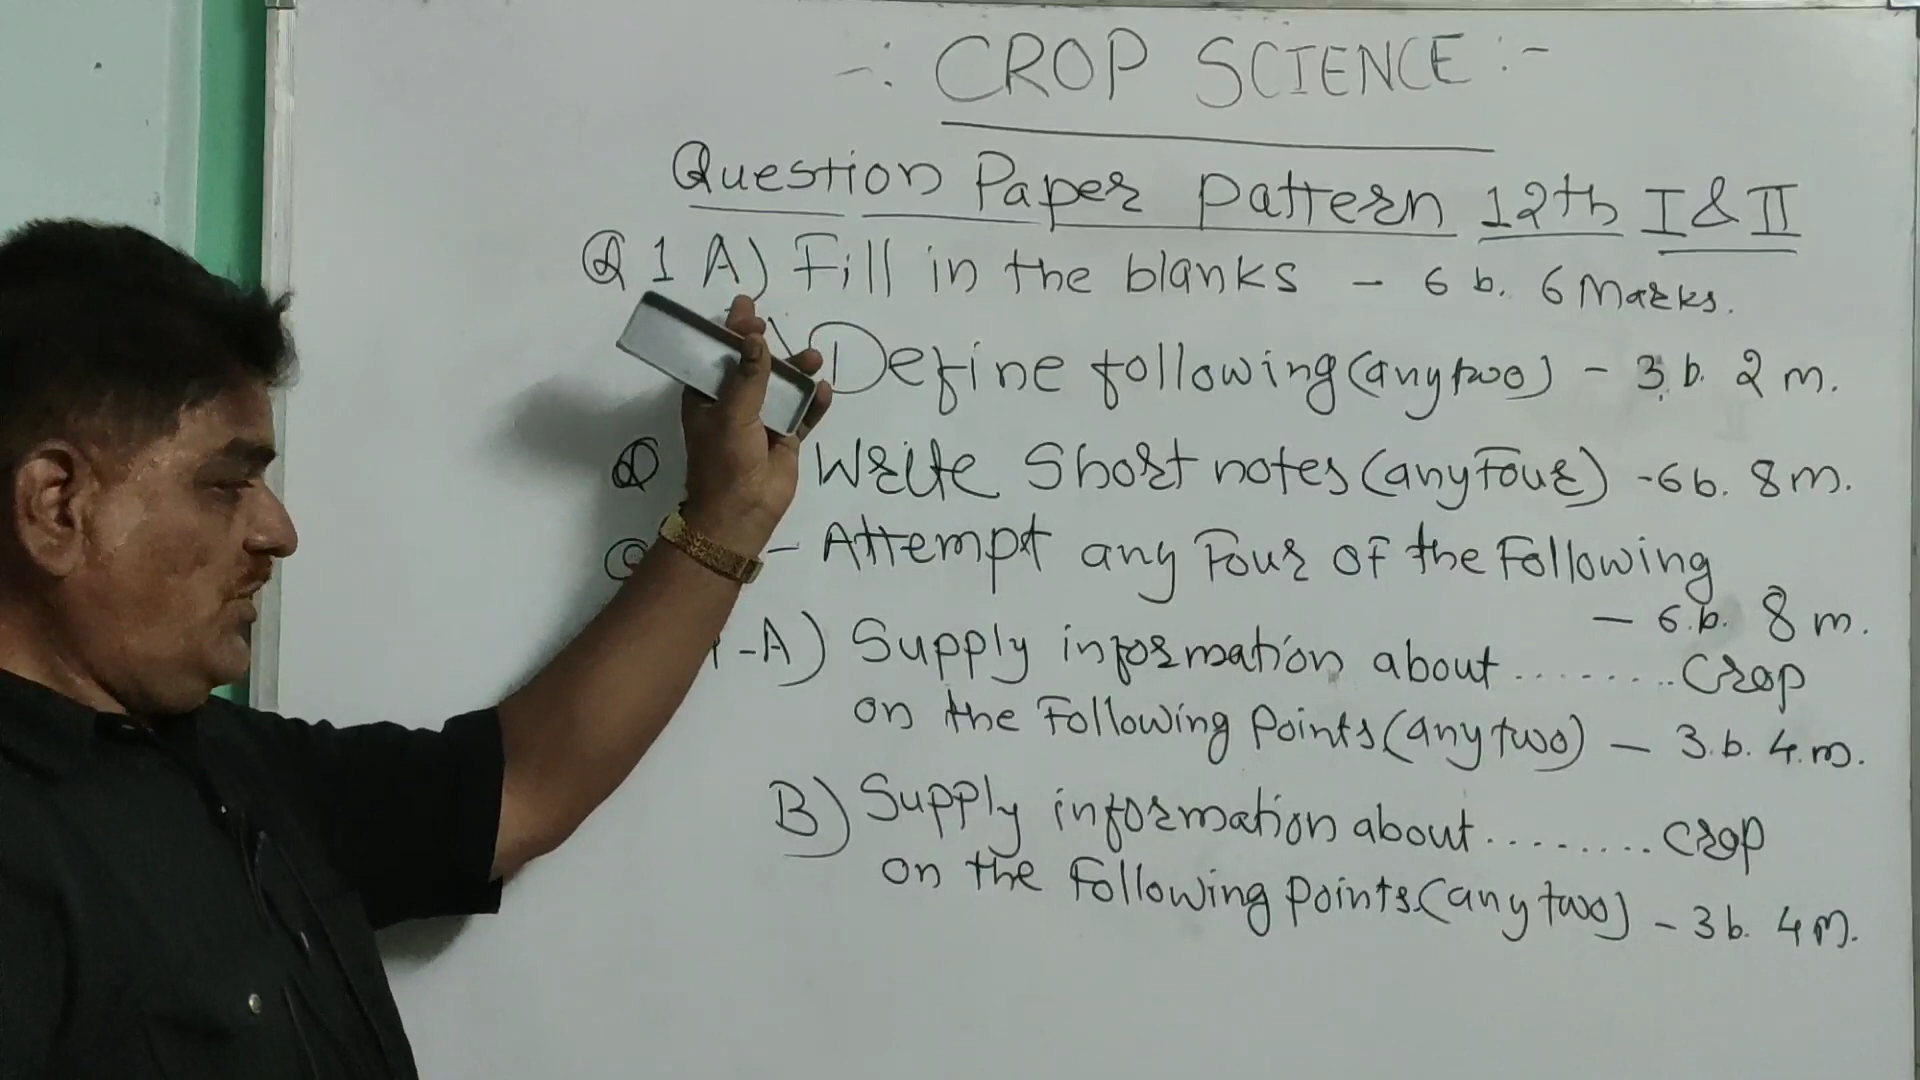 -: CROP SCIENCE :-
Question Paper Pattern 12th I & II
Q 1 A) Fill in the blanks - 6 b. 6 Marks.
Define following (any two) - 3 b. 2 m.
Q Write Short notes (any Four) - 6 b. 8 m.
Q - Attempt any Four of the Following
- 6.b. 8 m.
-A) Supply information about ........ Crop
on the Following Points (any two) - 3.b. 4.m.
B) Supply information about ........ Crop
on the Following Points. (any two) - 3 b. 4 m.